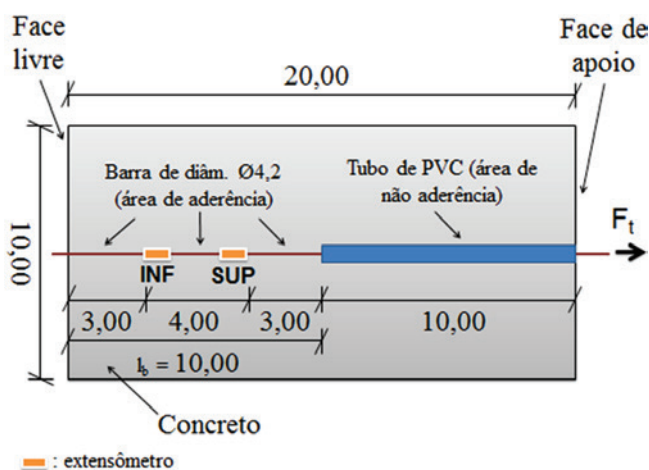 Face
livre
Face de
apoio
20,00
Barra de diâm. Ø4,2
(área de aderência)
Tubo de PVC (área de
não aderência)
10,00
INF
SUP
Ft
3,00
4,00
3,00
10,00
lb = 10,00
Concreto
: extensômetro